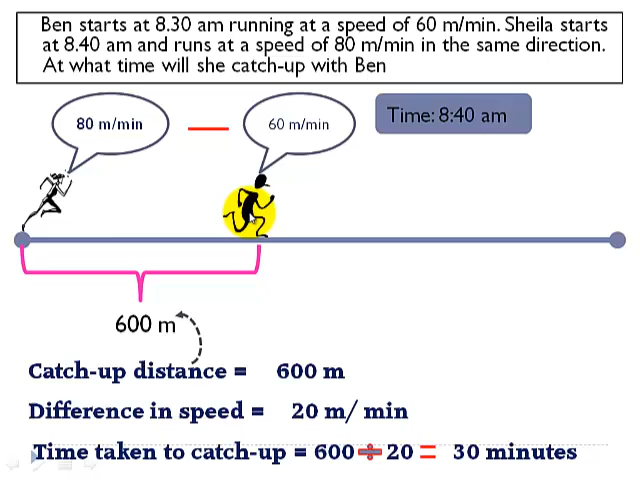 Ben starts at 8.30 am running at a speed of 60 m/min. Sheila starts
at 8.40 am and runs at a speed of 80 m/min in the same direction.
At what time will she catch-up with Ben
80 m/min — 60 m/min Time: 8:40 am
600 m
Catch-up distance = 600 m
Difference in speed = 20 m/ min
Time taken to catch-up = 600 ÷ 20 = 30 minutes